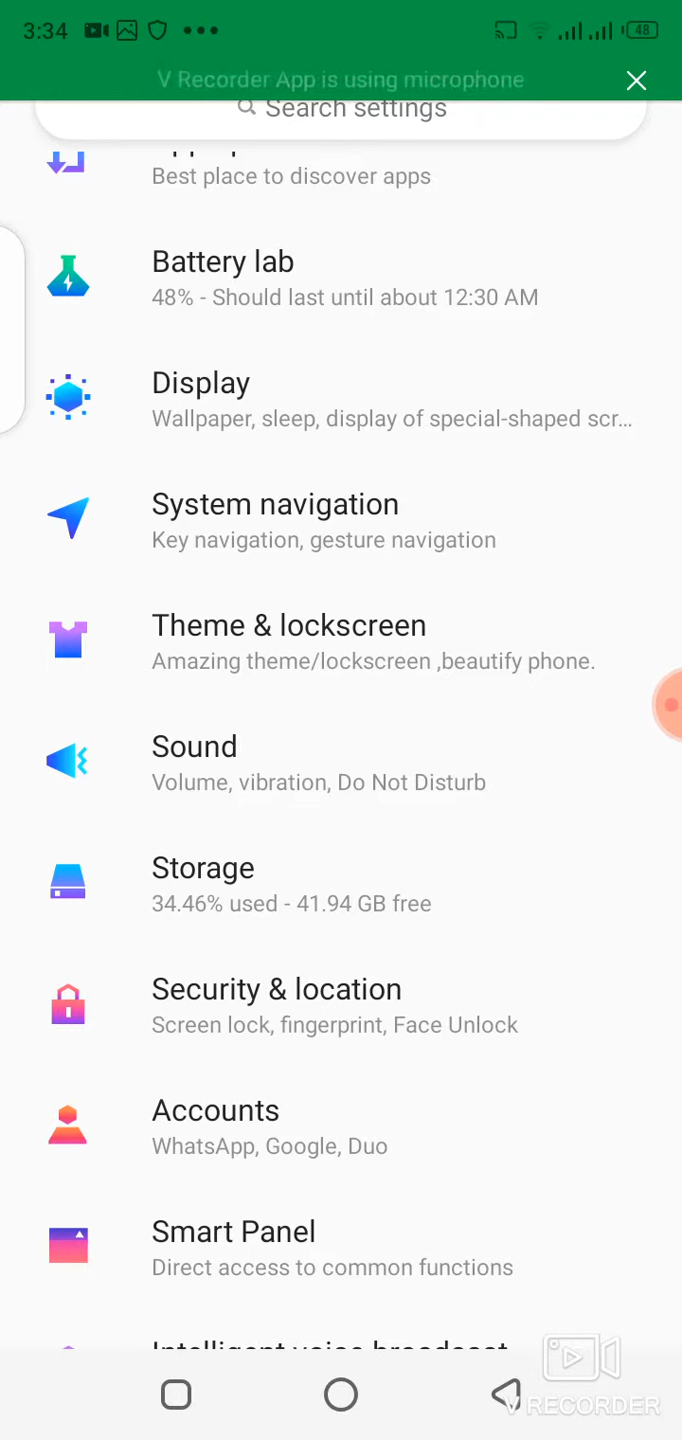 3:34
48
V Recorder App is using microphone
Search settings
Best place to discover apps
Battery lab
48% - Should last until about 12:30 AM
Display
Wallpaper, sleep, display of special-shaped scr...
System navigation
Key navigation, gesture navigation
Theme & lockscreen
Amazing theme/lockscreen ,beautify phone.
Sound
Volume, vibration, Do Not Disturb
Storage
34.46% used - 41.94 GB free
Security & location
Screen lock, fingerprint, Face Unlock
Accounts
WhatsApp, Google, Duo
Smart Panel
Direct access to common functions
Intelligent voice broadcast
V RECORDER